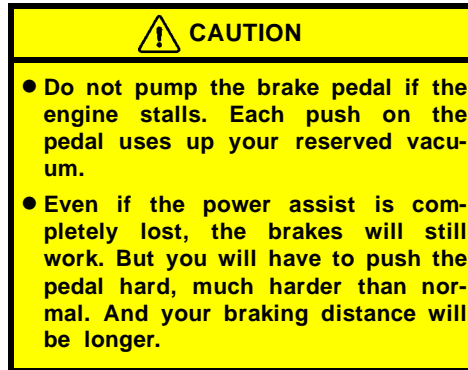 CAUTION
● Do not pump the brake pedal if the
engine stalls. Each push on the
pedal uses up your reserved vacu-
um.
● Even if the power assist is com-
pletely lost, the brakes will still
work. But you will have to push the
pedal hard, much harder than nor-
mal. And your braking distance will
be longer.